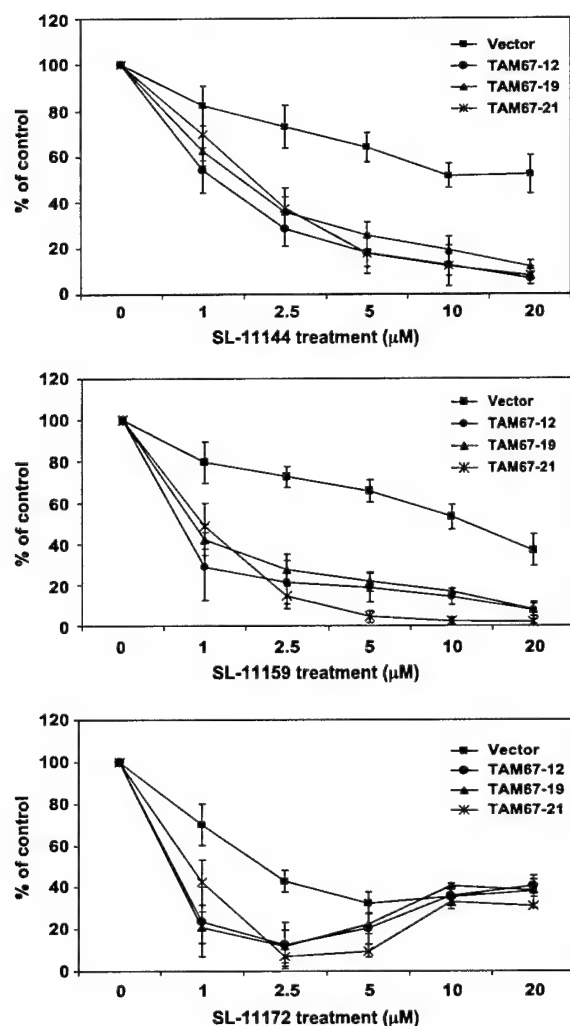 120
100
80
60
40
20
0
% of control
Vector
TAM67-12
TAM67-19
TAM67-21
0 1 2.5 5 10 20
SL-11144 treatment (μM)
120
100
80
60
40
20
0
% of control
Vector
TAM67-12
TAM67-19
TAM67-21
0 1 2.5 5 10 20
SL-11159 treatment (μM)
120
100
80
60
40
20
0
% of control
Vector
TAM67-12
TAM67-19
TAM67-21
0 1 2.5 5 10 20
SL-11172 treatment (μM)